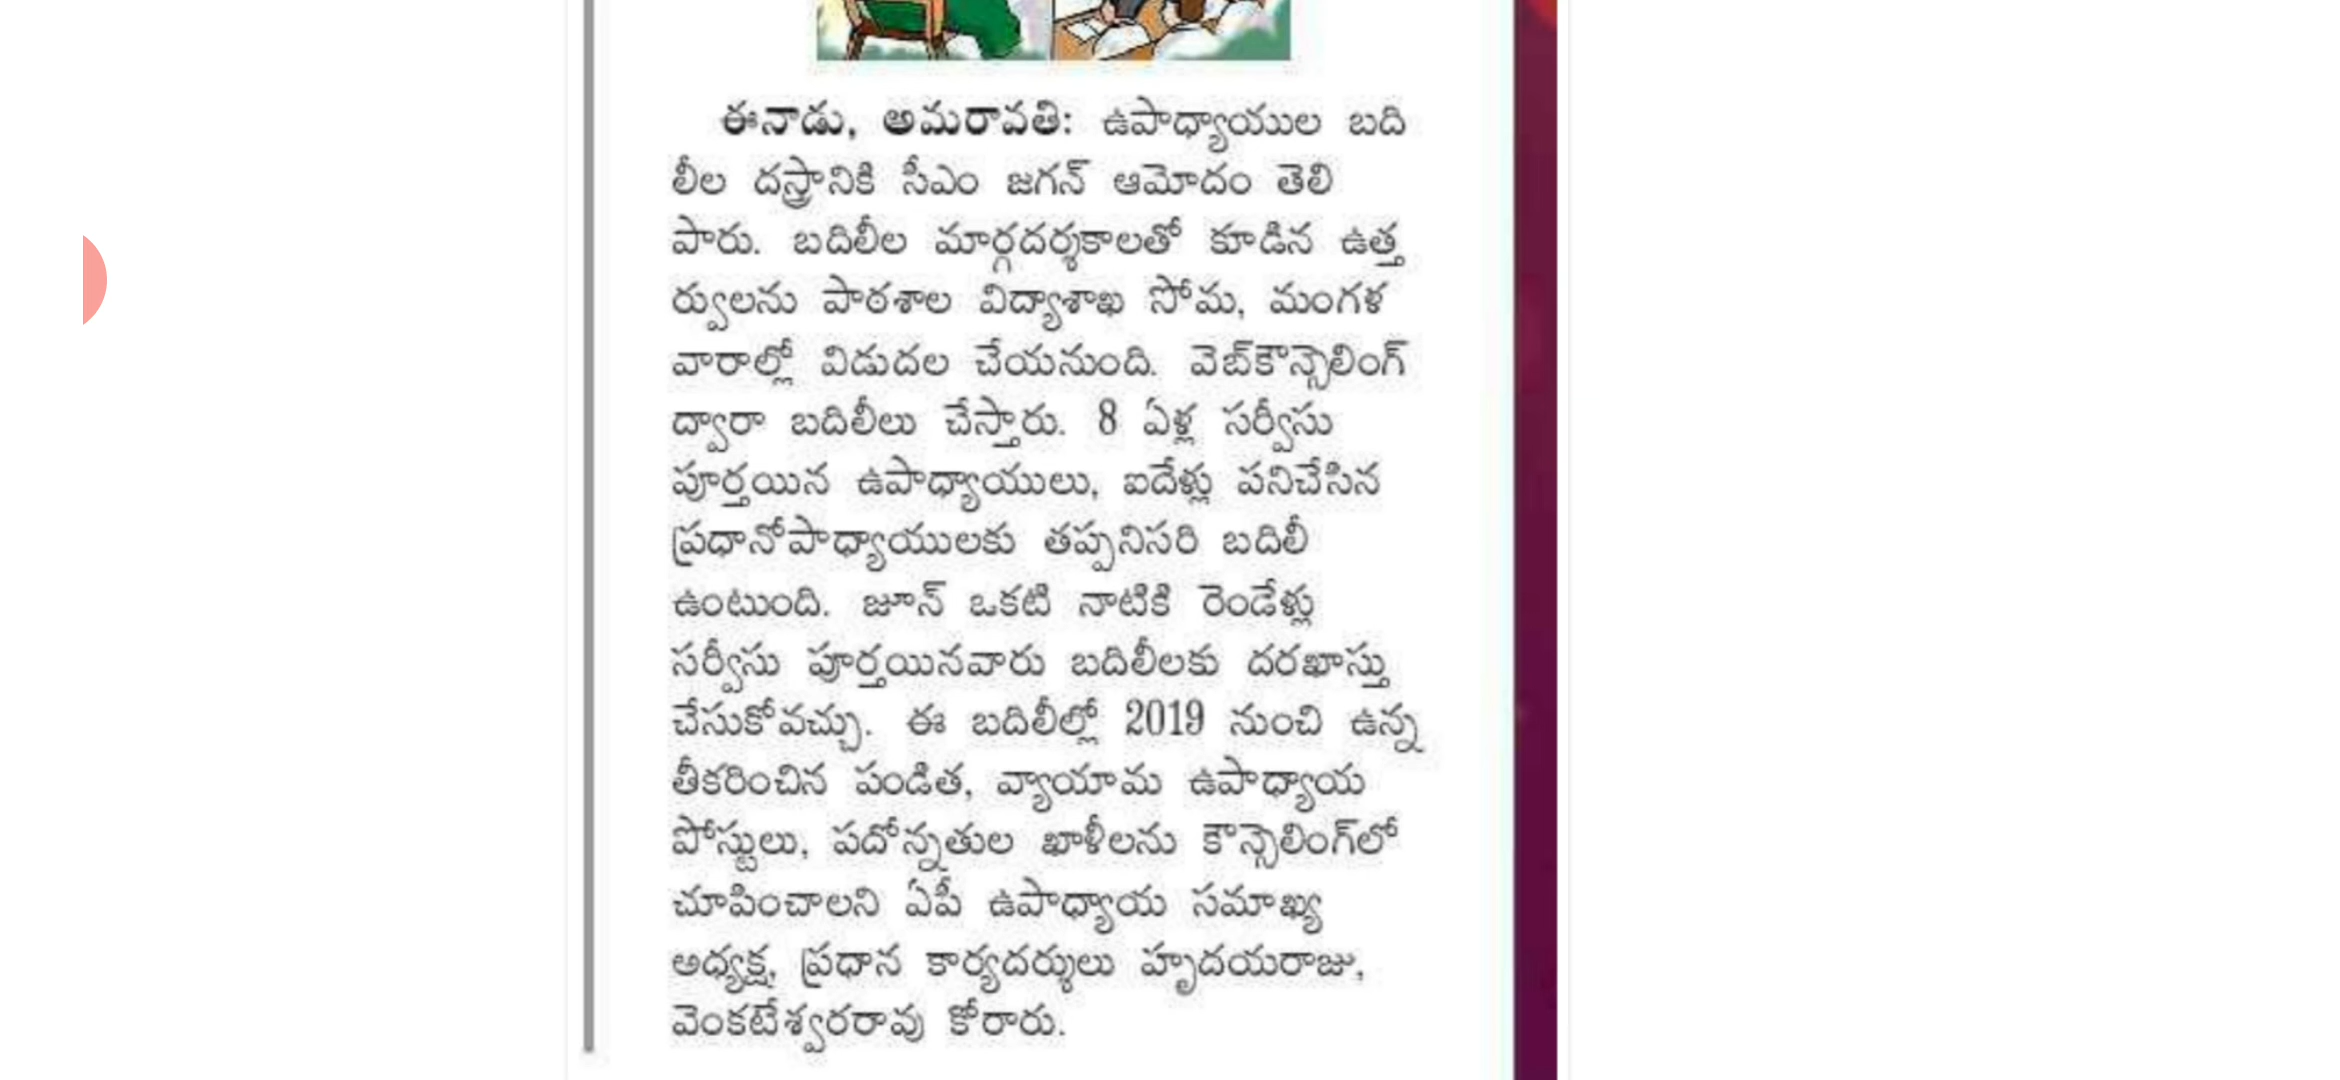 ఈనాడు, అమరావతి: ఉపాధ్యాయుల బది
లీల దస్త్రానికి సీఎం జగన్ ఆమోదం తెలి
పారు. బదిలీల మార్గదర్శకాలతో కూడిన ఉత్త
ర్వులను పాఠశాల విద్యాశాఖ సోమ, మంగళ
వారాల్లో విడుదల చేయనుంది. వెబ్‌కౌన్సెలింగ్
ద్వారా బదిలీలు చేస్తారు. 8 ఏళ్ల సర్వీసు
పూర్తయిన ఉపాధ్యాయులు, ఐదేళ్లు పనిచేసిన
ప్రధానోపాధ్యాయులకు తప్పనిసరి బదిలీ
ఉంటుంది. జూన్ ఒకటి నాటికి రెండేళ్లు
సర్వీసు పూర్తయినవారు బదిలీలకు దరఖాస్తు
చేసుకోవచ్చు. ఈ బదిలీల్లో 2019 నుంచి ఉన్న
తీకరించిన పండిత, వ్యాయామ ఉపాధ్యాయ
పోస్టులు, పదోన్నతుల ఖాళీలను కౌన్సెలింగ్‌లో
చూపించాలని ఏపీ ఉపాధ్యాయ సమాఖ్య
అధ్యక్ష, ప్రధాన కార్యదర్శులు హృదయరాజు,
వెంకటేశ్వరరావు కోరారు.